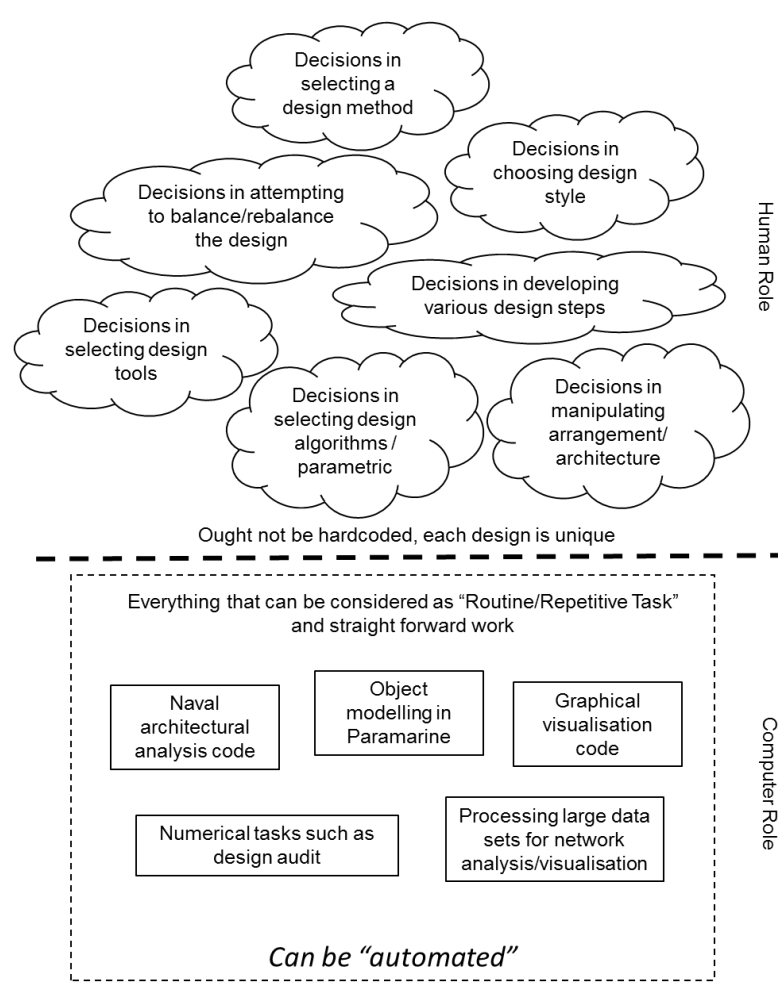 Decisions in
selecting a
design method
Decisions in
choosing design
style
Decisions in attempting
to balance/rebalance
the design
Human Role
Decisions in developing
various design steps
Decisions in
selecting design
tools
Decisions in
selecting design
algorithms /
parametric
Decisions in
manipulating
arrangement/
architecture
Ought not be hardcoded, each design is unique
Everything that can be considered as “Routine/Repetitive Task”
and straight forward work
Naval
architectural
analysis code
Object
modelling in
Paramarine
Graphical
visualisation
code
Computer Role
Numerical tasks such as
design audit
Processing large data
sets for network
analysis/visualisation
Can be “automated”